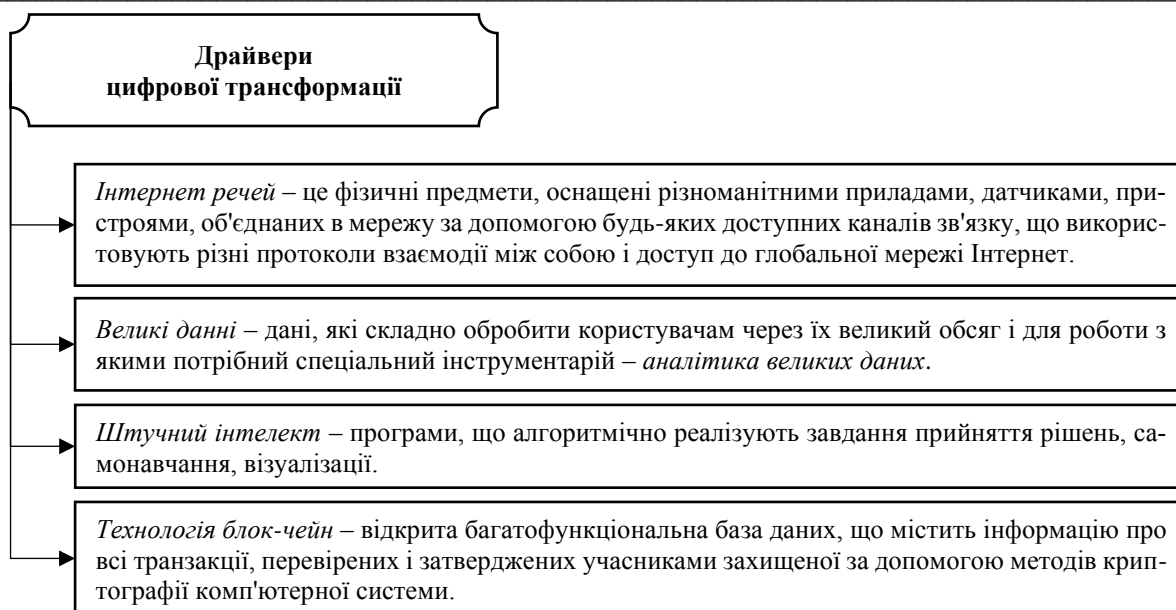 Драйвери
цифрової трансформації
Інтернет речей – це фізичні предмети, оснащені різноманітними приладами, датчиками, при-
строями, об'єднаних в мережу за допомогою будь-яких доступних каналів зв'язку, що викорис-
товують різні протоколи взаємодії між собою і доступ до глобальної мережі Інтернет.
Великі данні – дані, які складно обробити користувачам через їх великий обсяг і для роботи з
якими потрібний спеціальний інструментарій – аналітика великих даних.
Штучний інтелект – програми, що алгоритмічно реалізують завдання прийняття рішень, са-
монавчання, візуалізації.
Технологія блок-чейн – відкрита багатофункціональна база даних, що містить інформацію про
всі транзакції, перевірених і затверджених учасниками захищеної за допомогою методів крип-
тографії комп'ютерної системи.